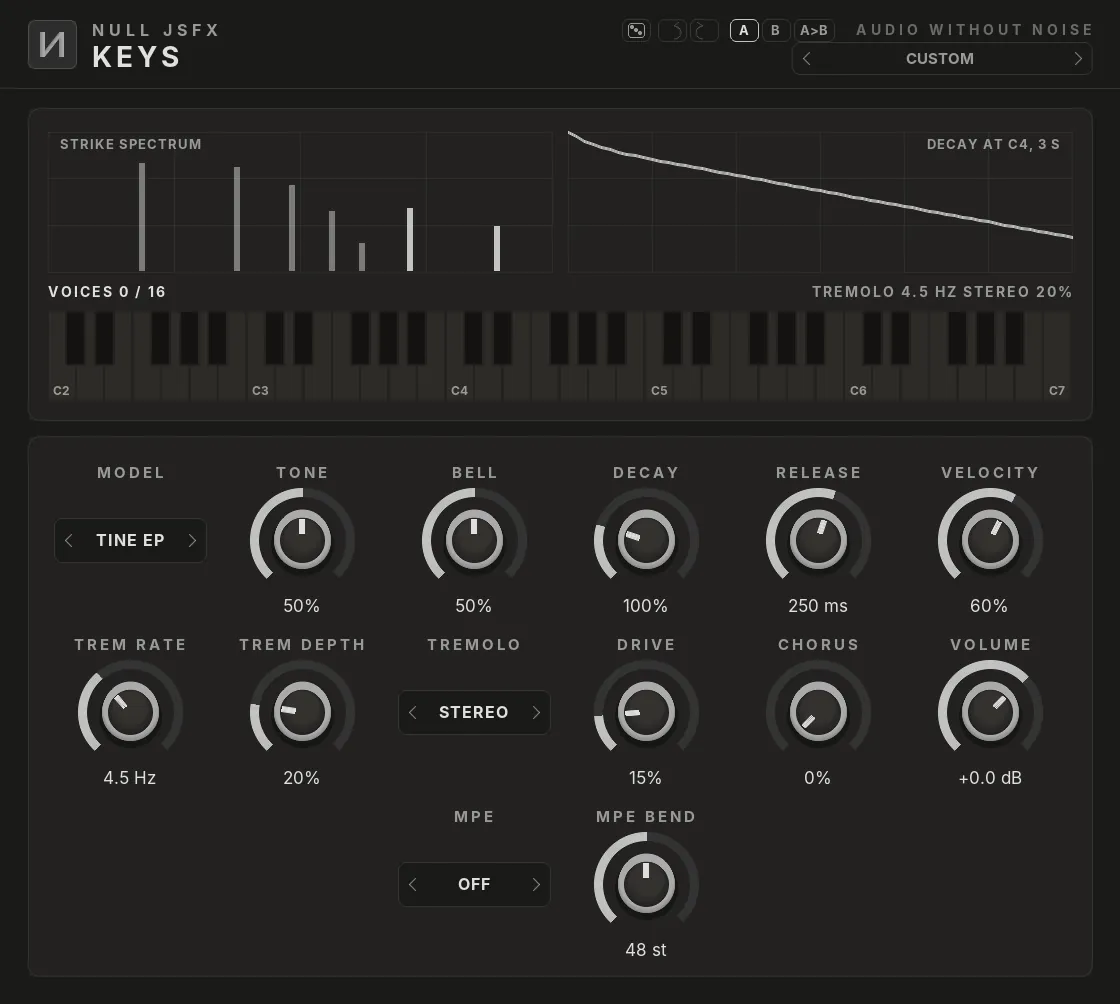 NULL JSFX
KEYS
A B A>B
AUDIO WITHOUT NOISE
CUSTOM
STRIKE SPECTRUM
DECAY AT C4, 3 S
VOICES 0 / 16
TREMOLO 4.5 HZ STEREO 20%
C2 C3 C4 C5 C6 C7
MODEL TONE BELL DECAY RELEASE VELOCITY
TINE EP
50% 50% 100% 250 ms 60%
TREM RATE TREM DEPTH TREMOLO DRIVE CHORUS VOLUME
STEREO
4.5 Hz 20% 15% 0% +0.0 dB
MPE MPE BEND
OFF
48 st